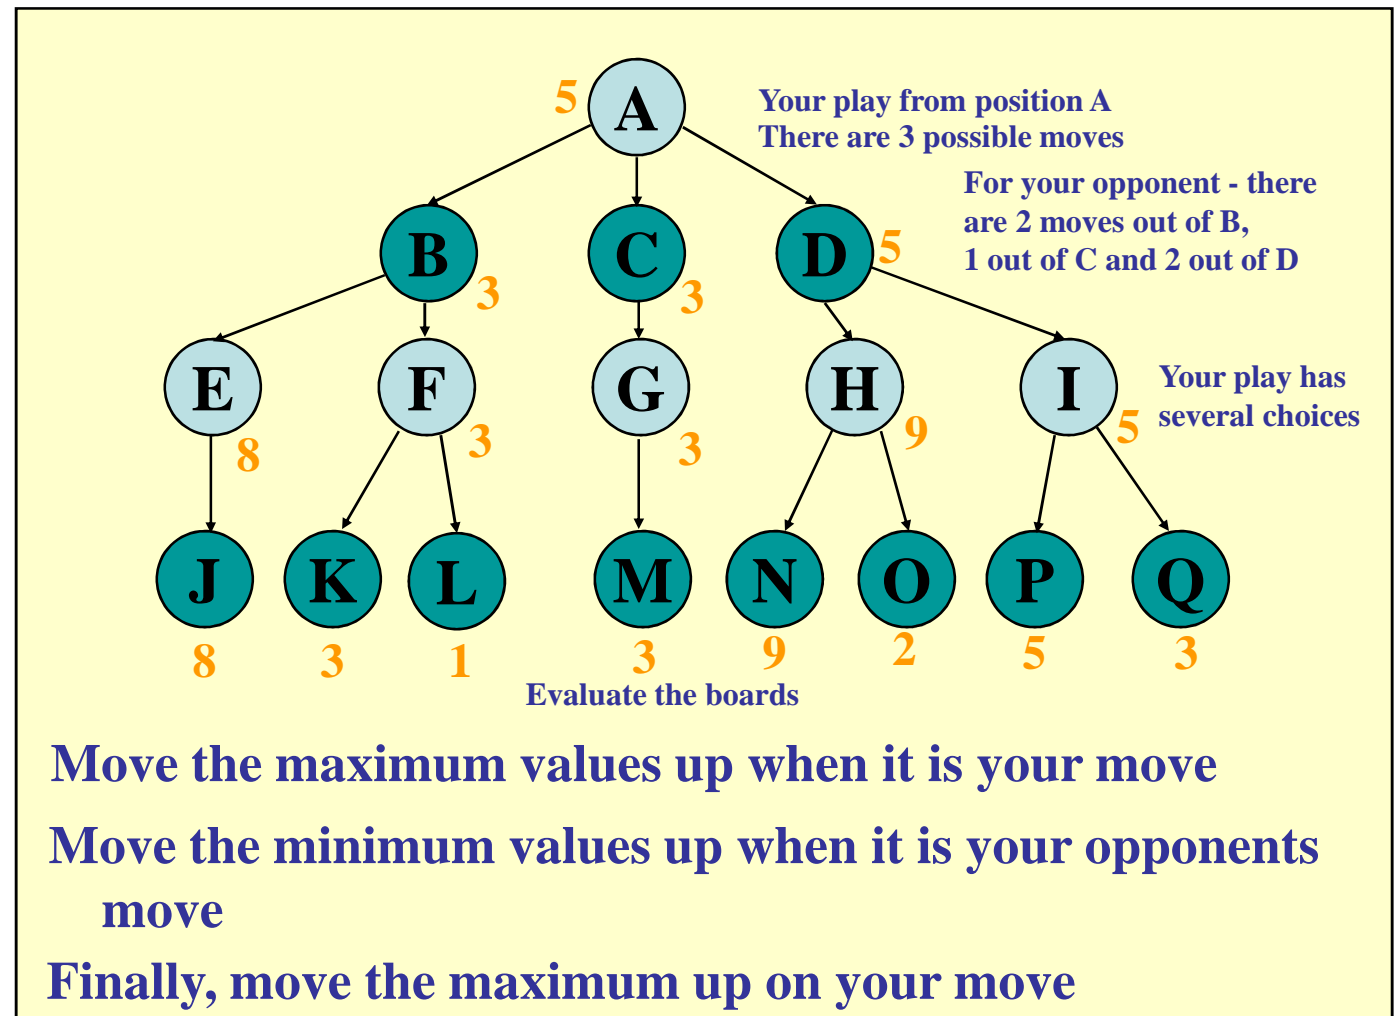 5 A
Your play from position A
There are 3 possible moves
For your opponent - there
are 2 moves out of B,
1 out of C and 2 out of D
B 3 C 3 D 5
E 8 F 3 G 3 H 9 I 5
Your play has
several choices
J K L M N O P Q
8 3 1 3 9 2 5 3
Evaluate the boards
Move the maximum values up when it is your move
Move the minimum values up when it is your opponents
move
Finally, move the maximum up on your move